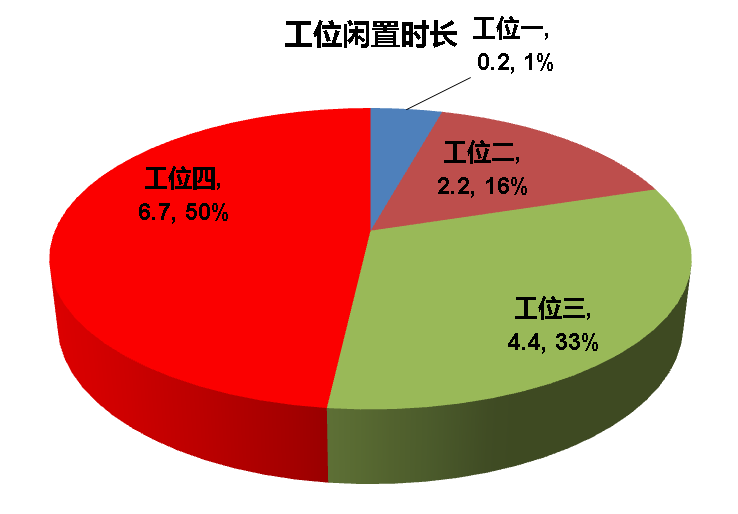 工位闲置时长
工位一,
0.2, 1%
工位二,
2.2, 16%
工位四,
6.7, 50%
工位三,
4.4, 33%